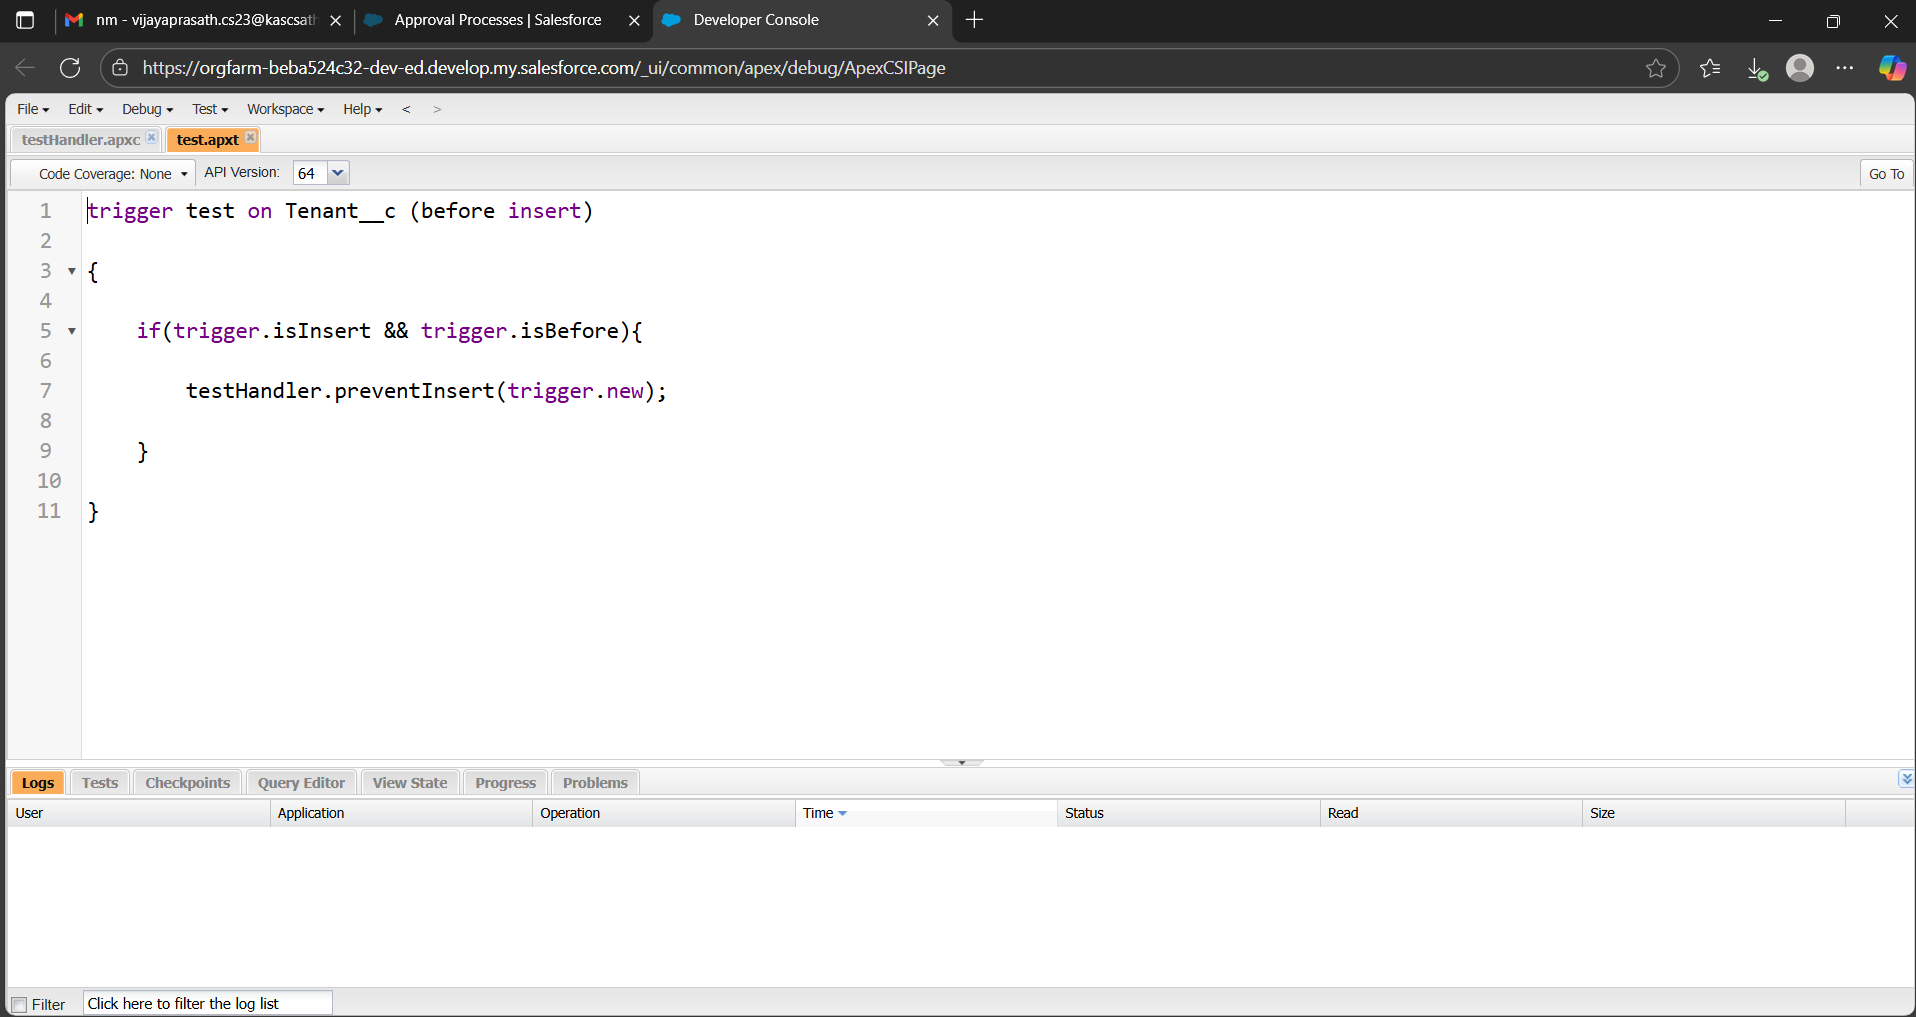 nm - vijayaprasath.cs23@kascsath
Approval Processes | Salesforce
Developer Console
https://orgfarm-beba524c32-dev-ed.develop.my.salesforce.com/_ui/common/apex/debug/ApexCSIPage
File Edit Debug Test Workspace Help < >
testHandler.apxc test.apxt
Code Coverage: None API Version: 64 Go To
1 trigger test on Tenant__c (before insert)
2
3 {
4
5 if(trigger.isInsert && trigger.isBefore){
6
7 testHandler.preventInsert(trigger.new);
8
9 }
10
11 }
Logs Tests Checkpoints Query Editor View State Progress Problems
User Application Operation Time Status Read Size
Filter Click here to filter the log list